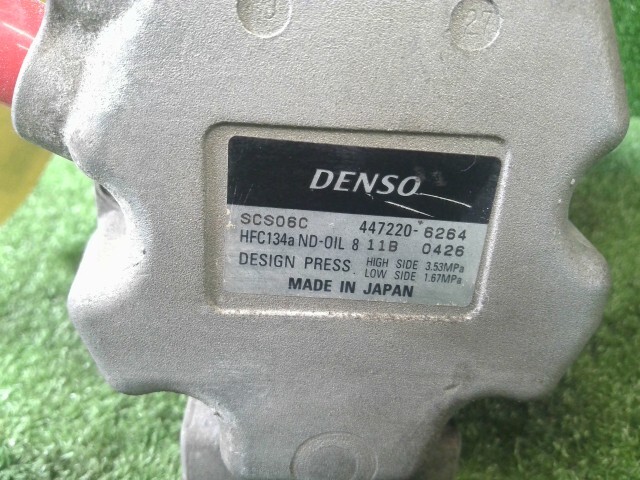 27
DENSO
SCS06C 447220-*6264
HFC134a ND-OIL 8 11B 0426
DESIGN PRESS. HIGH SIDE 3.53MPa
LOW SIDE 1.67MPa
MADE IN JAPAN